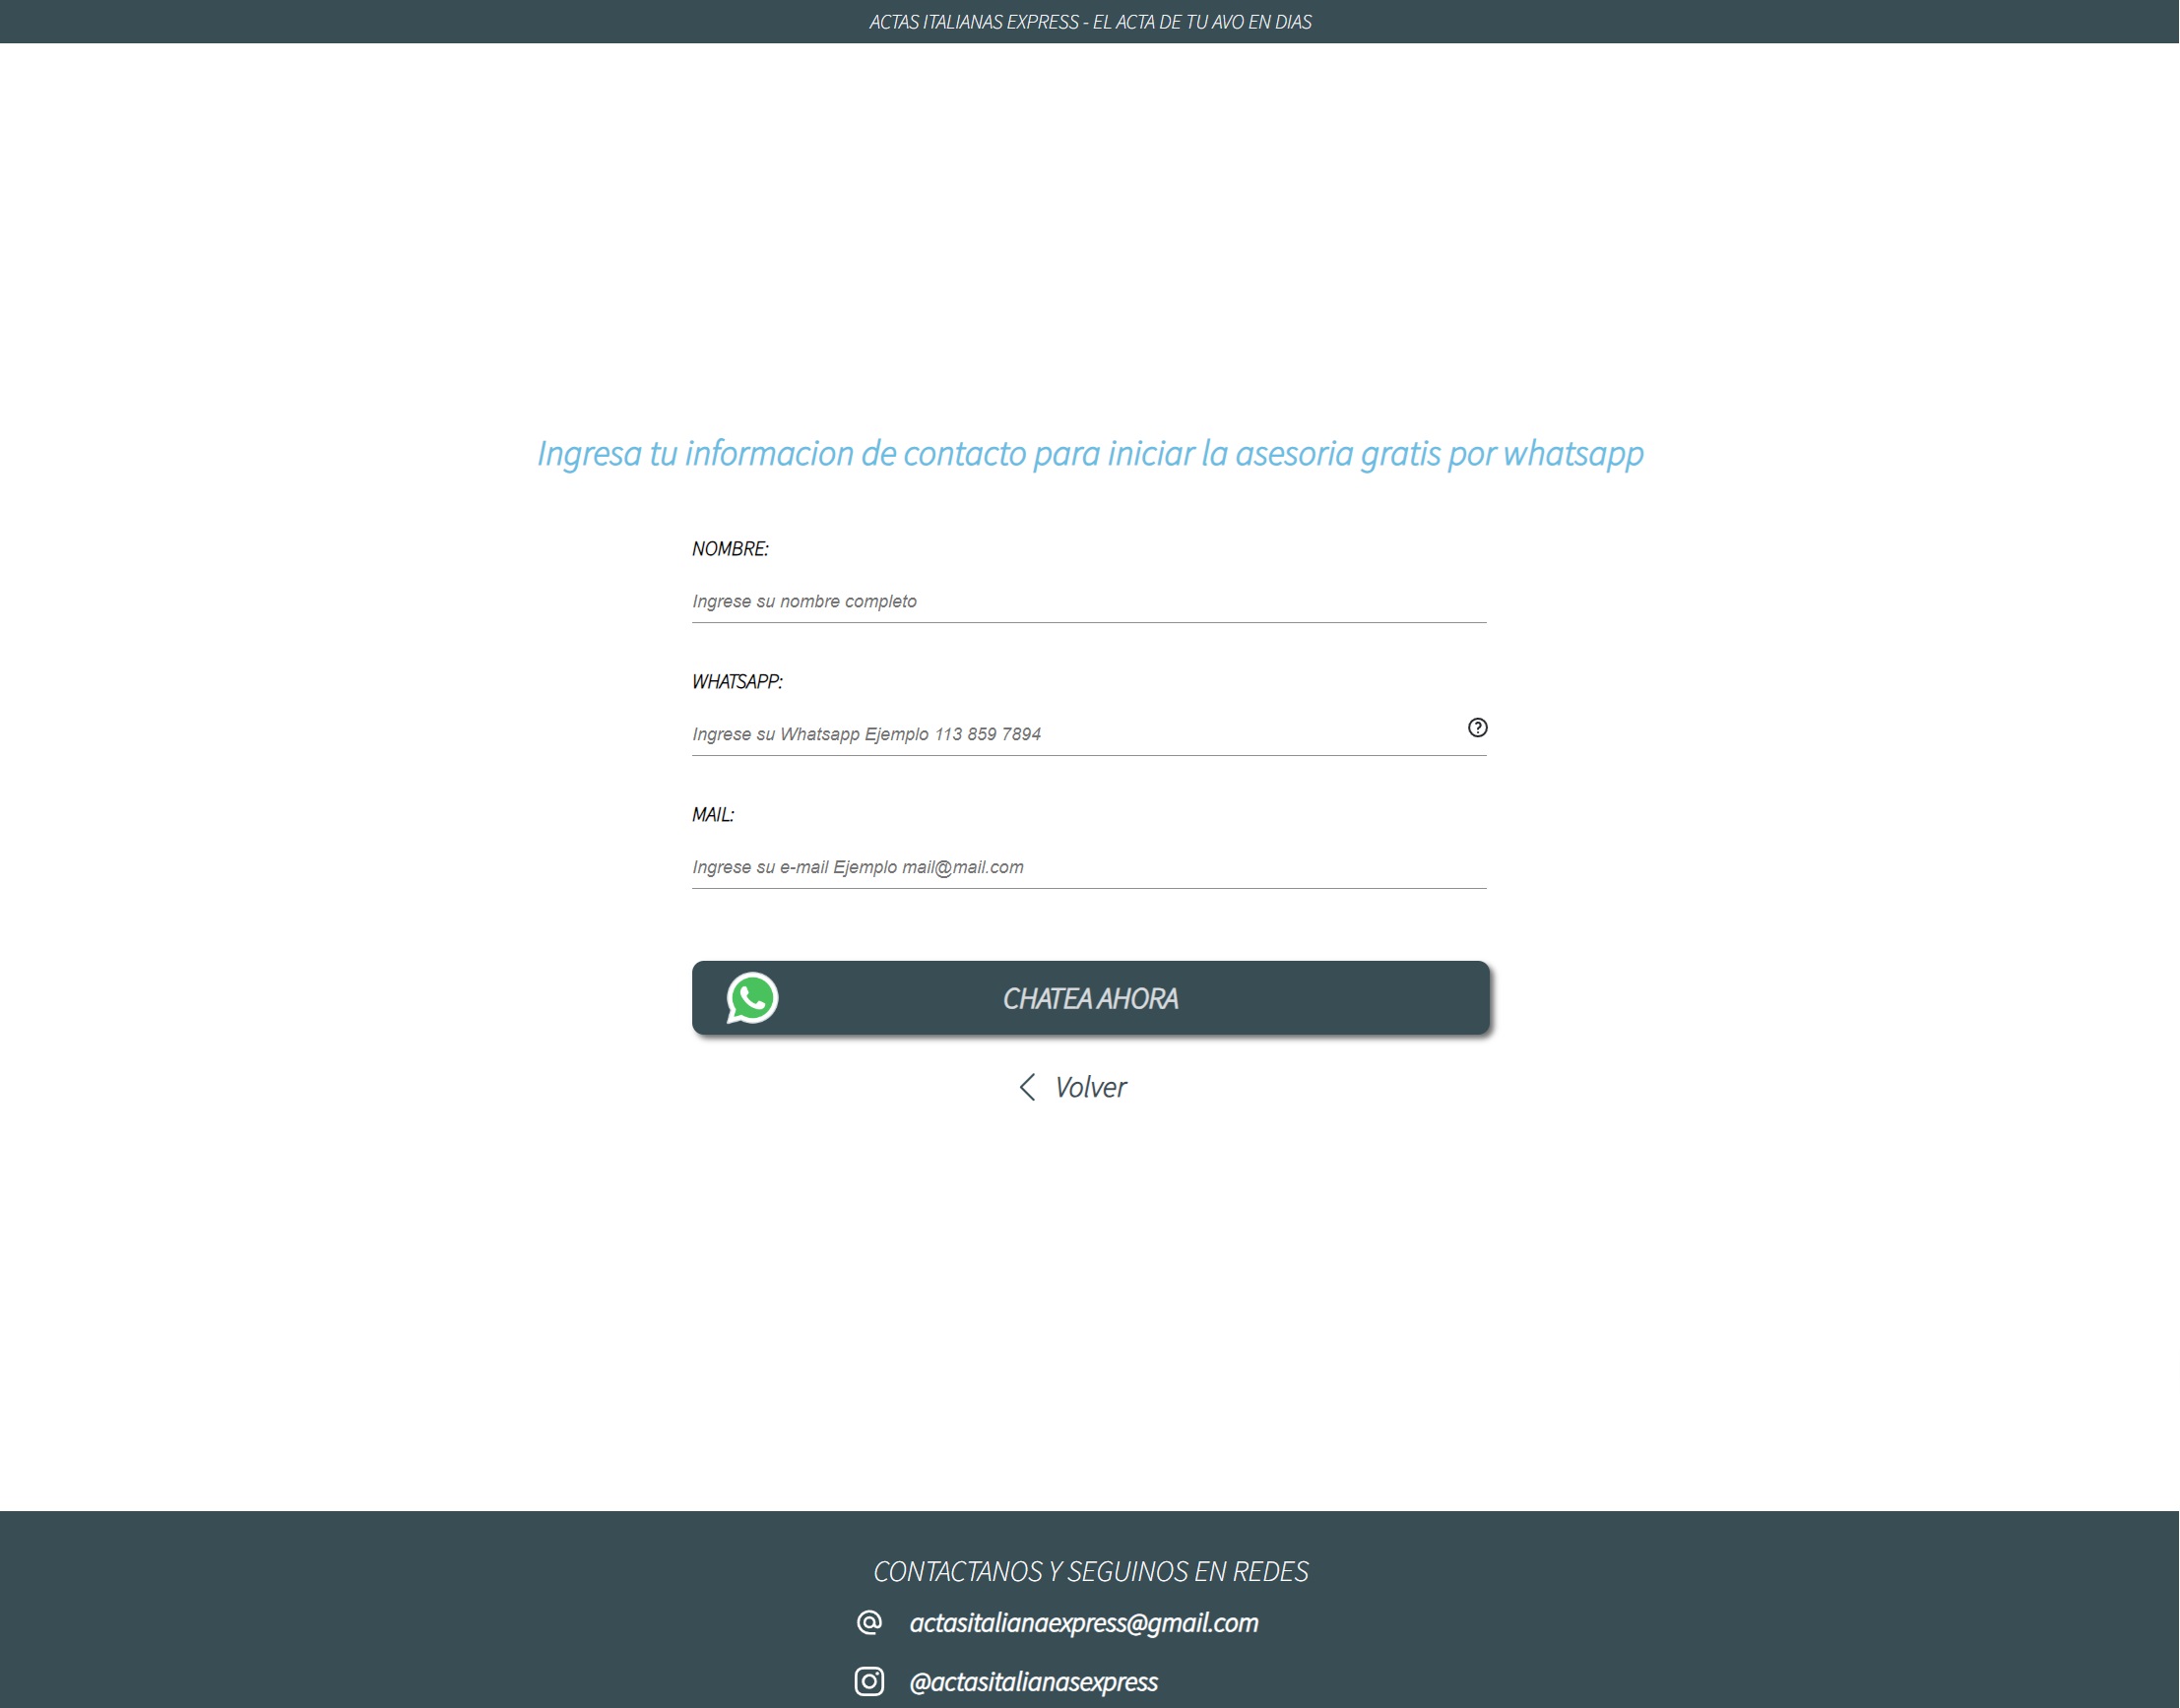 ACTAS ITALIANAS EXPRESS - EL ACTA DE TU AVO EN DIAS
Ingresa tu informacion de contacto para iniciar la asesoria gratis por whatsapp
NOMBRE:
Ingrese su nombre completo
WHATSAPP:
Ingrese su Whatsapp Ejemplo 113 859 7894
MAIL:
Ingrese su e-mail Ejemplo mail@mail.com
CHATEA AHORA
Volver
CONTACTANOS Y SEGUINOS EN REDES
actasitalianaexpress@gmail.com
@actasitalianasexpress